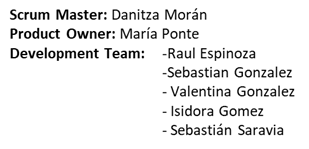 Scrum Master: Danitza Morán
Product Owner: María Ponte
Development Team: -Raul Espinoza
-Sebastian Gonzalez
- Valentina Gonzalez
- Isidora Gomez
- Sebastián Saravia